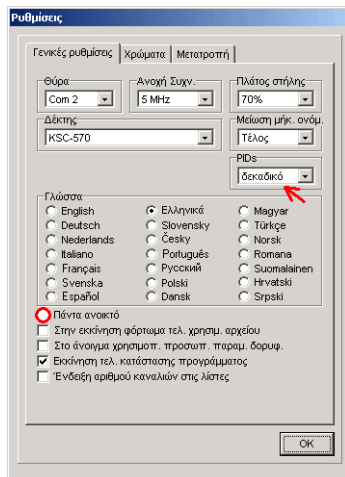 Ρυθμίσεις
Γενικές ρυθμίσεις Χρώματα Μετατροπή
Θύρα Ανοχή Συχν. Πλάτος στήλης
Com 2 5 MHz 70%
Δέκτης Μείωση μήκ. ονόμ.
KSC-570 Τέλος
PIDs
δεκαδικό
Γλώσσα
English Ελληνικά Magyar
Deutsch Slovensky Türkçe
Nederlands Česky Norsk
Italiano Português Romana
Français Русский Suomalainen
Svenska Polski Hrvatski
Español Dansk Srpski
Πάντα ανοικτό
Στην εκκίνηση φόρτωμα τελ. χρησιμ. αρχείου
Στο άνοιγμα χρησιμοπ. προσωπ. παραμ. δορυφ.
Εκκίνηση τελ. κατάστασης προγράμματος
Ένδειξη αριθμού καναλιών στις λίστες
OK